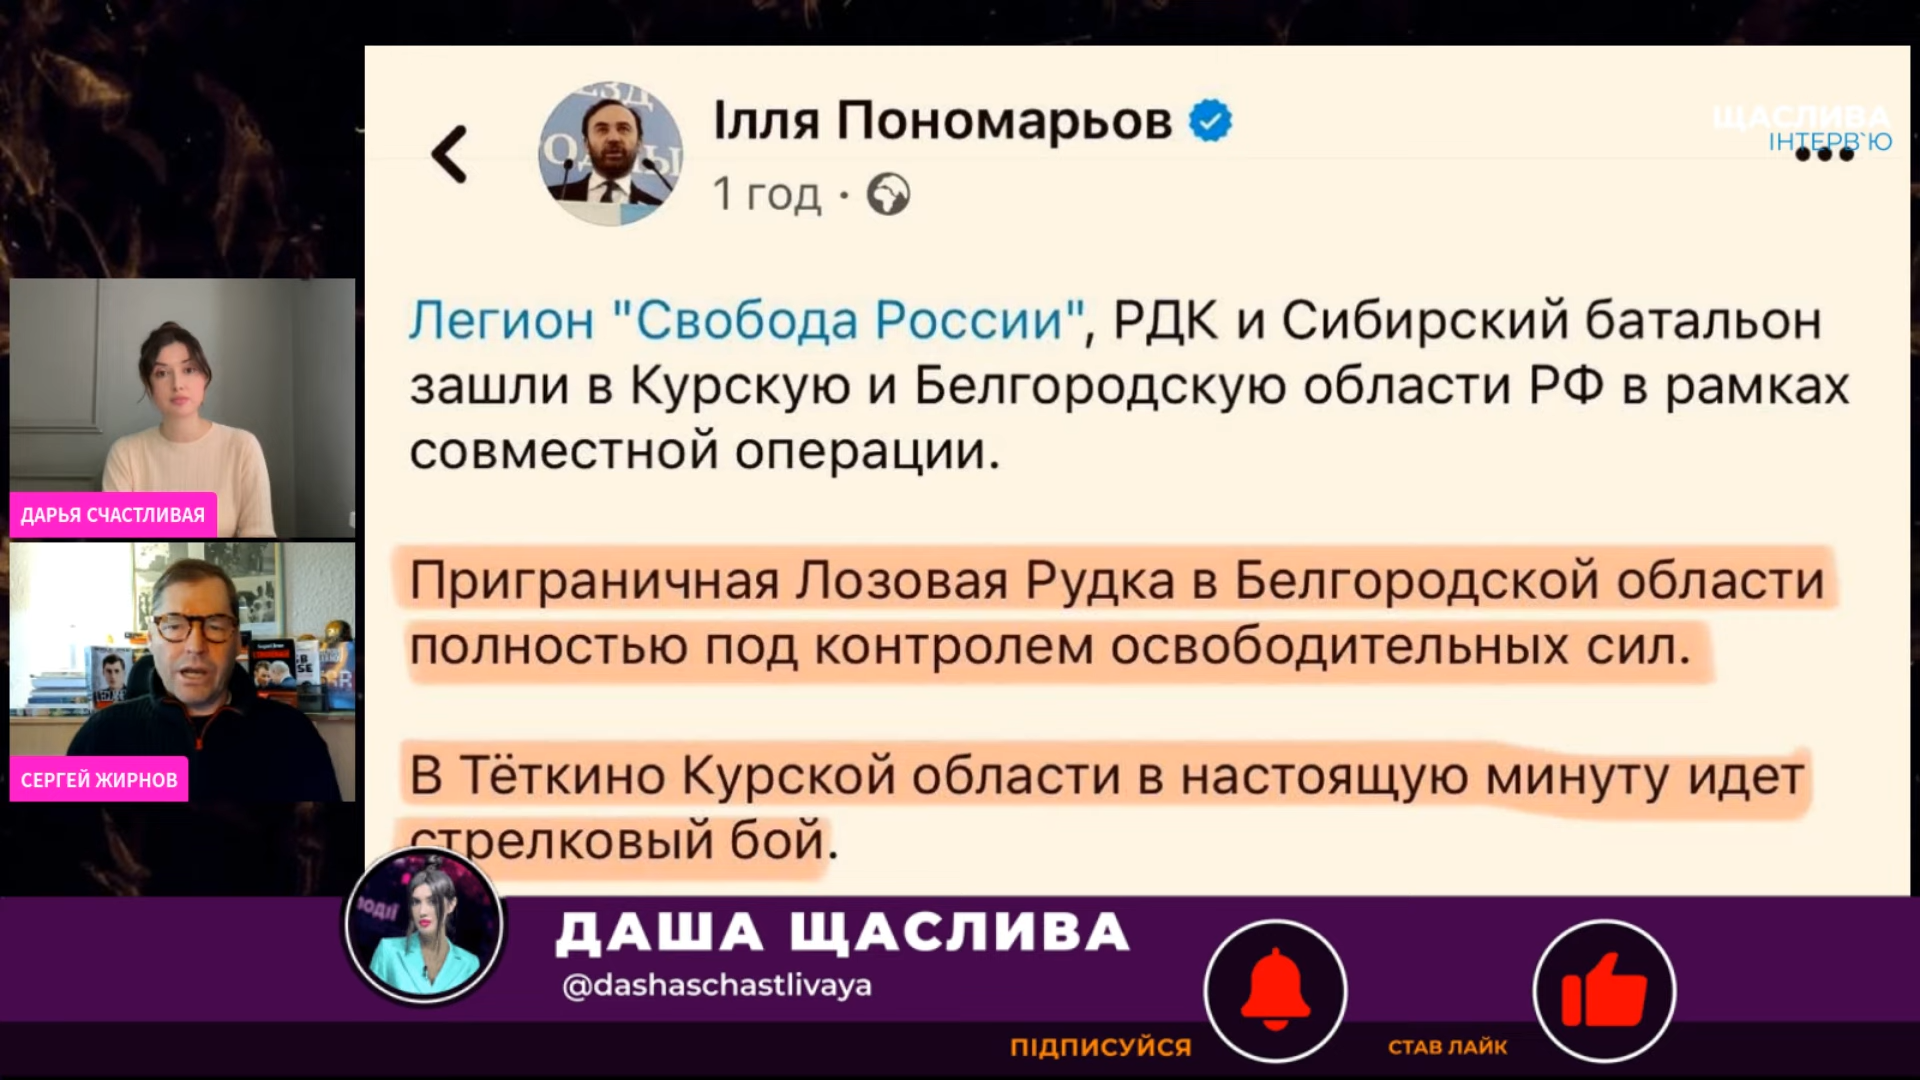 Ілля Пономарьов
1 год ·
ЩАСЛИВА
ІНТЕРВ`Ю
Легион "Свобода России", РДК и Сибирский батальон
зашли в Курскую и Белгородскую области РФ в рамках
совместной операции.
Приграничная Лозовая Рудка в Белгородской области
полностью под контролем освободительных сил.
В Тёткино Курской области в настоящую минуту идет
стрелковый бой.
ДАРЬЯ СЧАСТЛИВАЯ
СЕРГЕЙ ЖИРНОВ
ДАША ЩАСЛИВА
@dashaschastlivaya
ПІДПИСУЙСЯ
СТАВ ЛАЙК